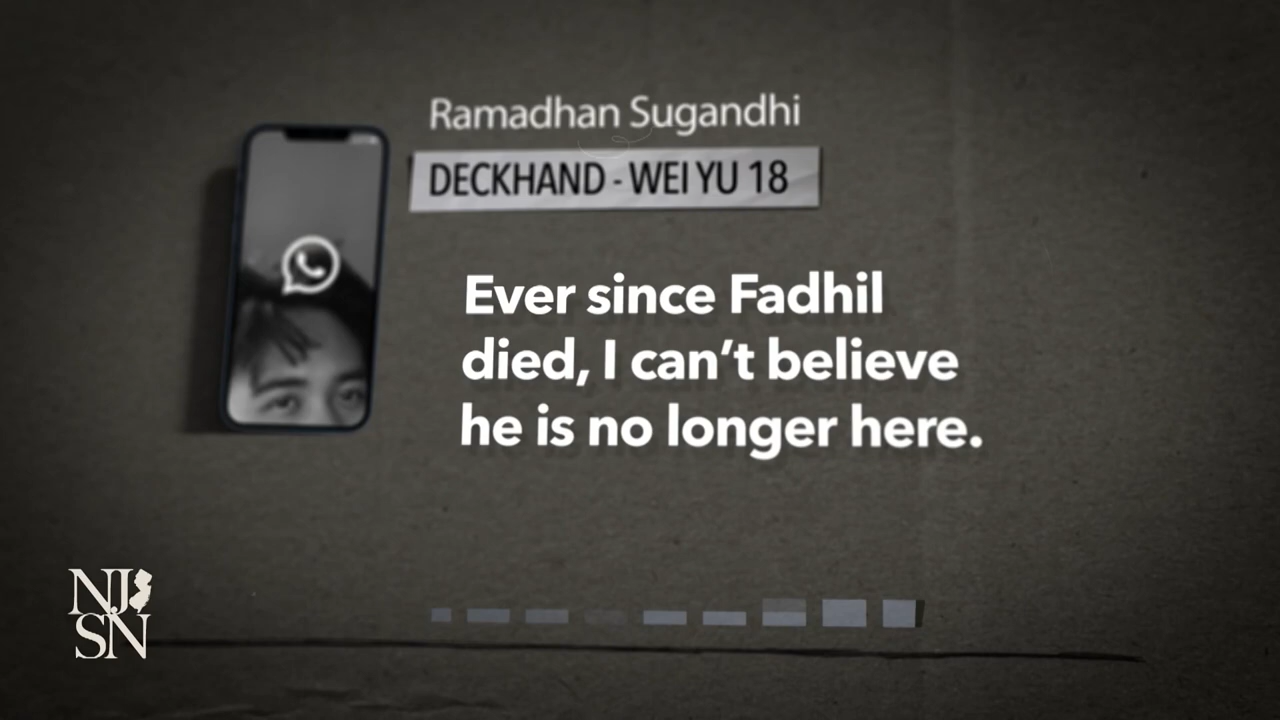 Ramadhan Sugandhi
DECKHAND - WEI YU 18
Ever since Fadhil
died, I can’t believe
he is no longer here.
NJ
SN